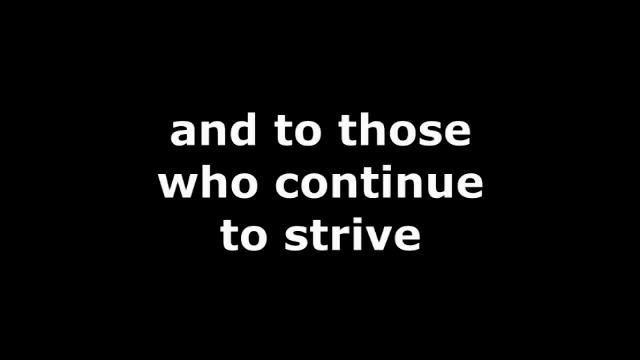 and to those
who continue
to strive